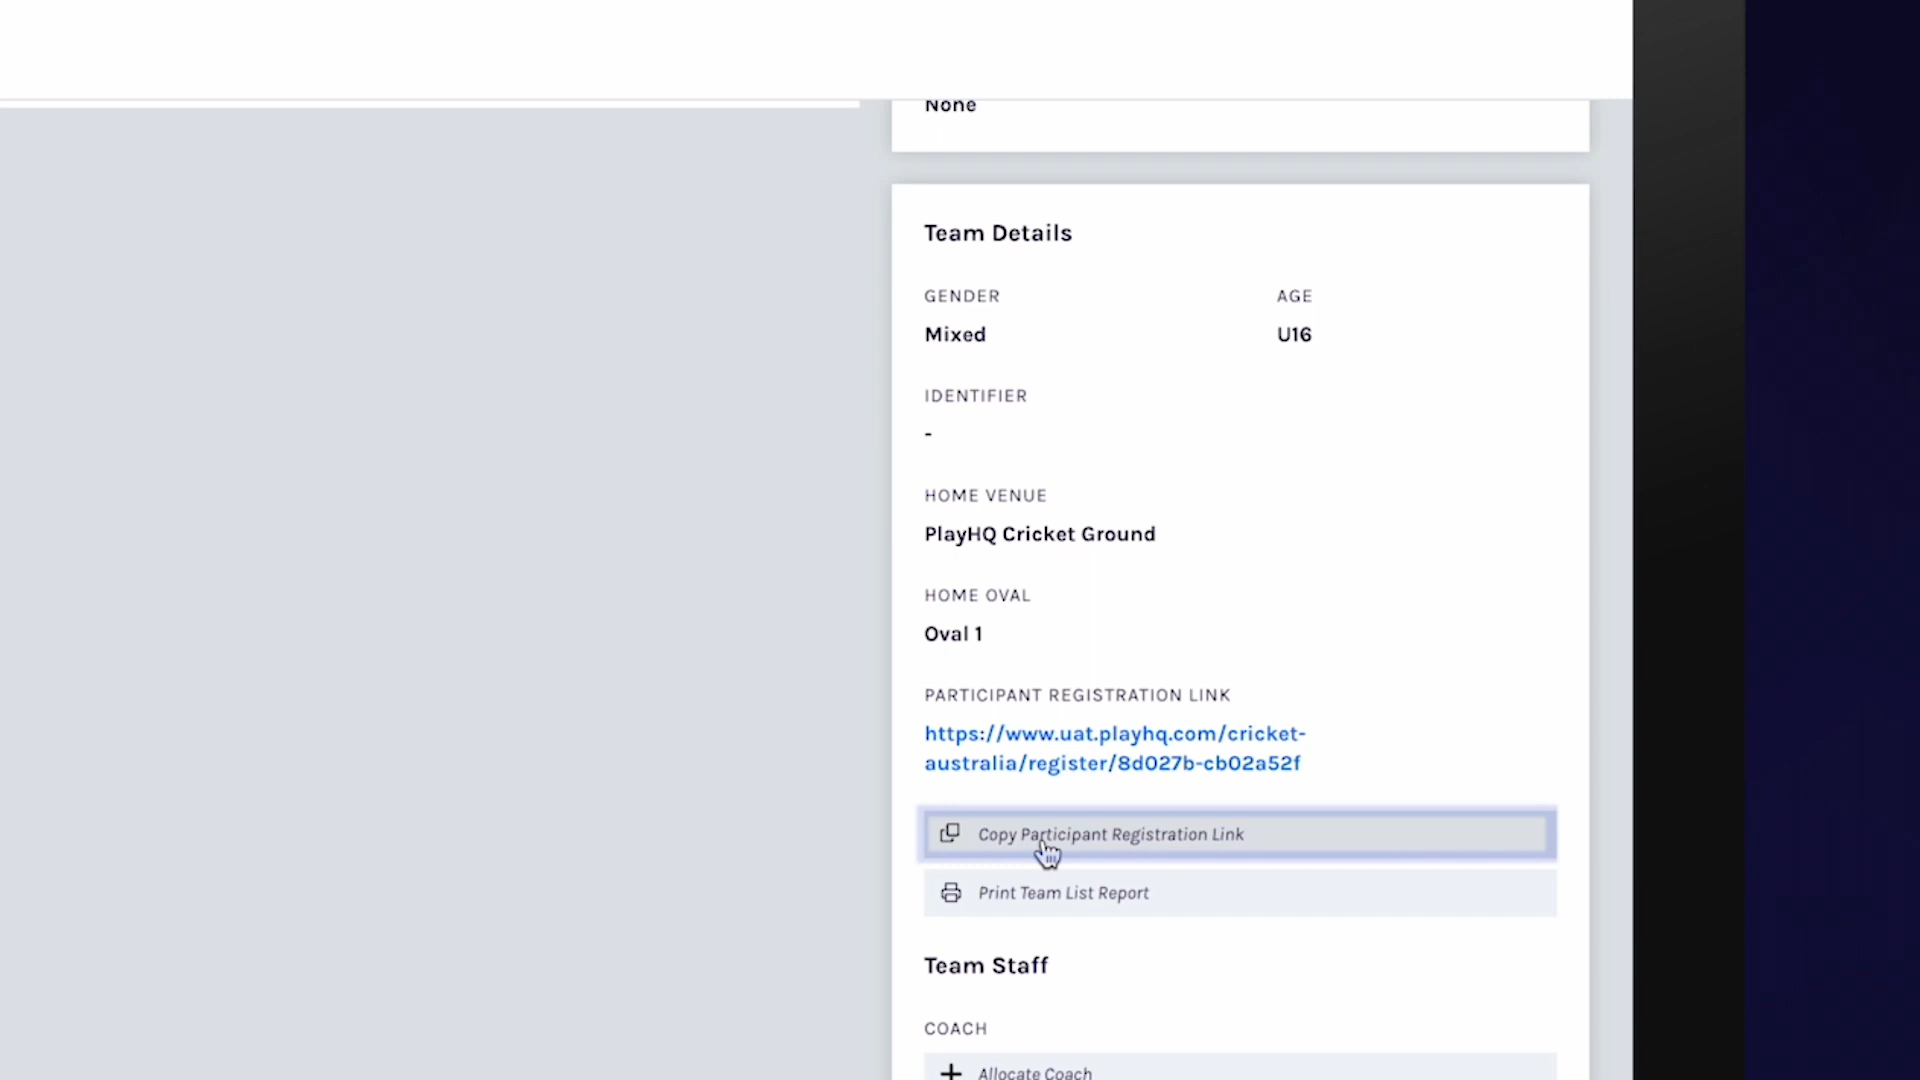 None
Team Details
GENDER
AGE
Mixed
U16
IDENTIFIER
-
HOME VENUE
PlayHQ Cricket Ground
HOME OVAL
Oval 1
PARTICIPANT REGISTRATION LINK
https://www.uat.playhq.com/cricket-
australia/register/8d027b-cb02a52f
Copy Participant Registration Link
Print Team List Report
Team Staff
COACH
Allocate Coach